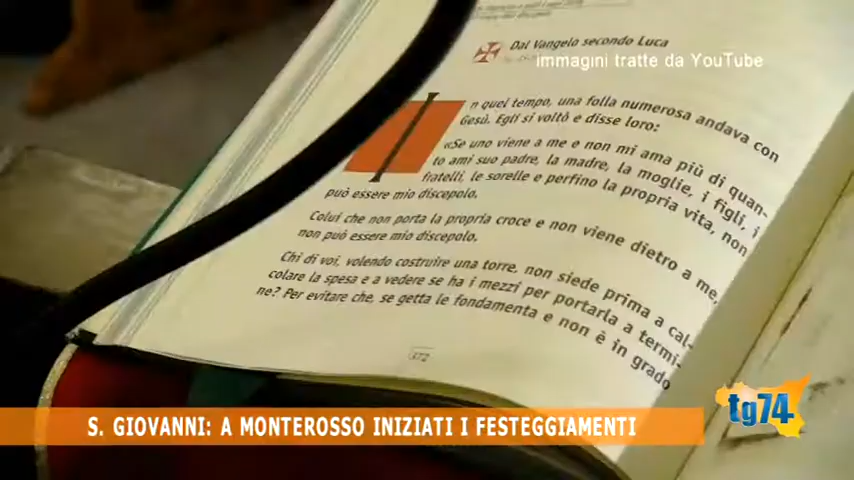 Dal Vangelo secondo Luca
immagini tratte da YouTube
In quel tempo, una folla numerosa andava con
Gesù. Egli si voltò e disse loro:
«Se uno viene a me e non mi ama più di quan-
to ami suo padre, la madre, la moglie, i figli, i
fratelli, le sorelle e perfino la propria vita, non
può essere mio discepolo.
Colui che non porta la propria croce e non viene dietro a me,
non può essere mio discepolo.
Chi di voi, volendo costruire una torre, non siede prima a cal-
colare la spesa e a vedere se ha i mezzi per portarla a termi-
ne? Per evitare che, se getta le fondamenta e non è in grado
372
S. GIOVANNI: A MONTEROSSO INIZIATI I FESTEGGIAMENTI
tg74